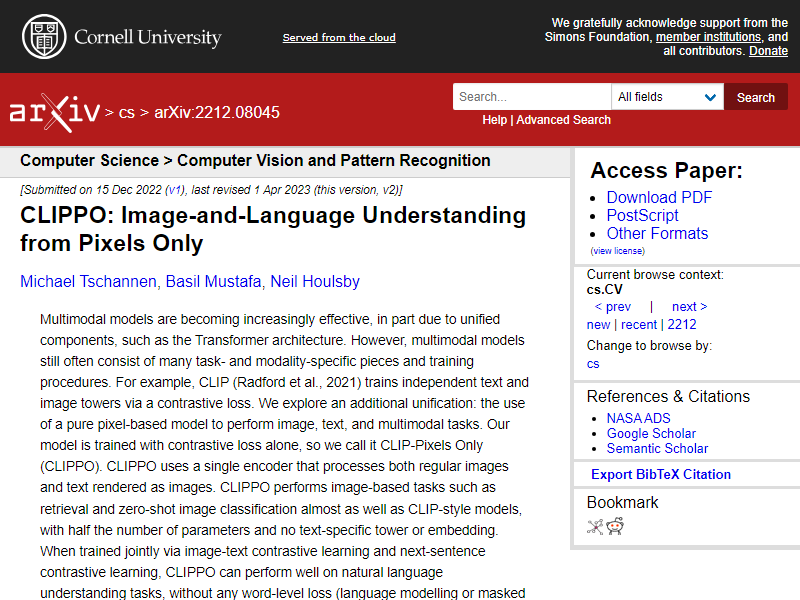 Cornell University
Served from the cloud
We gratefully acknowledge support from the
Simons Foundation, member institutions, and
all contributors. Donate
arXiv > cs > arXiv:2212.08045
Search...
All fields
Search
Help | Advanced Search
Computer Science > Computer Vision and Pattern Recognition
[Submitted on 15 Dec 2022 (v1), last revised 1 Apr 2023 (this version, v2)]
CLIPPO: Image-and-Language Understanding
from Pixels Only
Michael Tschannen, Basil Mustafa, Neil Houlsby
Multimodal models are becoming increasingly effective, in part due to unified
components, such as the Transformer architecture. However, multimodal models
still often consist of many task- and modality-specific pieces and training
procedures. For example, CLIP (Radford et al., 2021) trains independent text and
image towers via a contrastive loss. We explore an additional unification: the use
of a pure pixel-based model to perform image, text, and multimodal tasks. Our
model is trained with contrastive loss alone, so we call it CLIP-Pixels Only
(CLIPPO). CLIPPO uses a single encoder that processes both regular images
and text rendered as images. CLIPPO performs image-based tasks such as
retrieval and zero-shot image classification almost as well as CLIP-style models,
with half the number of parameters and no text-specific tower or embedding.
When trained jointly via image-text contrastive learning and next-sentence
contrastive learning, CLIPPO can perform well on natural language
understanding tasks, without any word-level loss (language modelling or masked
Access Paper:
Download PDF
PostScript
Other Formats
(view license)
Current browse context:
cs.CV
< prev | next >
new | recent | 2212
Change to browse by:
cs
References & Citations
NASA ADS
Google Scholar
Semantic Scholar
Export BibTeX Citation
Bookmark